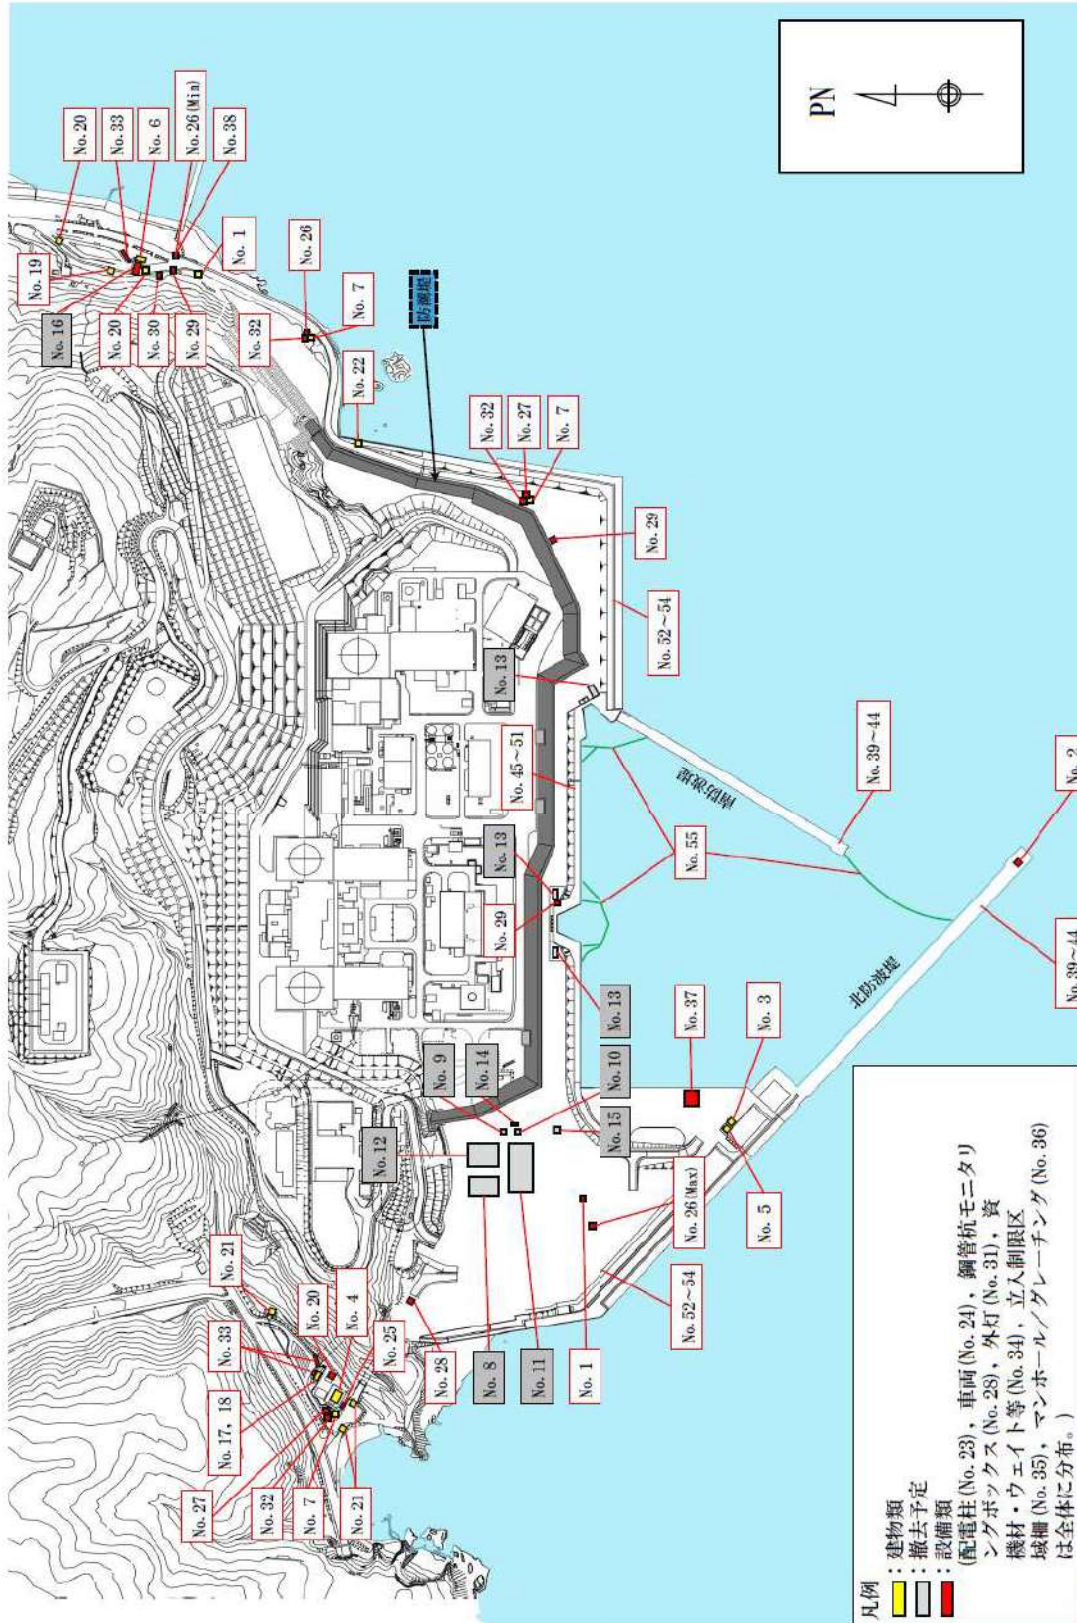 No. 19
No. 20
No. 16
No. 33
No. 6
No. 20
No. 26(Min)
No. 30
No. 38
No. 29
No. 1
No. 32
No. 26
No. 7
No. 22
防潮堤
No. 32
No. 27
No. 7
No. 29
No. 52~54
No. 13
No. 45~51
No. 13
No. 29
南防波堤
No. 39~44
No. 55
No. 2
No. 39~44
北防波堤
No. 13
No. 37
No. 3
No. 9
No. 14
No. 10
No. 12
No. 15
No. 26(Max)
No. 5
No. 52~54
No. 21
No. 20
No. 4
No. 33
No. 25
No. 17, 18
No. 28
No. 8
No. 11
No. 1
No. 27
No. 32
No. 7
No. 21
PN
凡例
:建物類
:撤去予定
:設備類
(配電柱(No. 23), 車両(No. 24), 鋼管杭モニタリ
ングボックス(No. 28), 外灯(No. 31), 資
機材・ウェイト等(No. 34), 立入制限区
域柵(No. 35), マンホール/グレーチング(No. 36)
は全体に分布。)